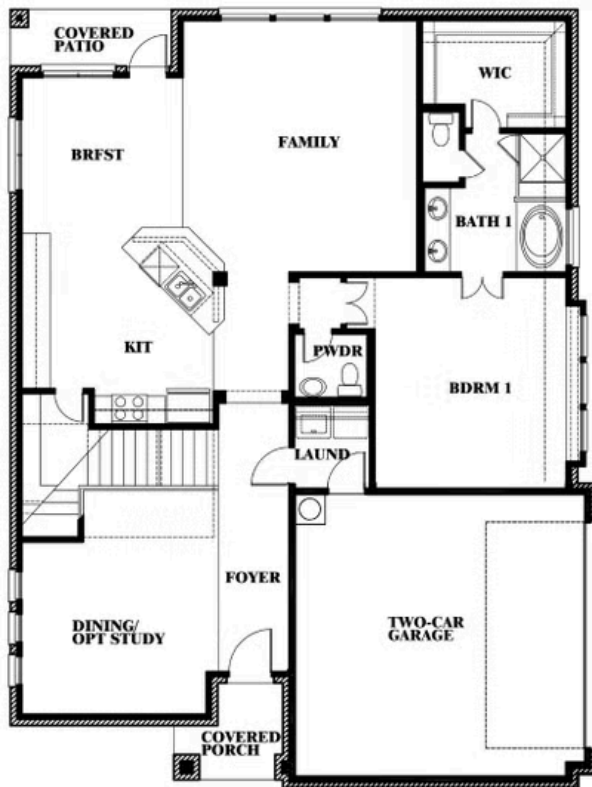 COVERED
PATIO
WIC
BRFST
FAMILY
BATH 1
KIT
PWDR
BDRM 1
LAUND
FOYER
DINING/
OPT STUDY
TWO-CAR
GARAGE
COVERED
PORCH